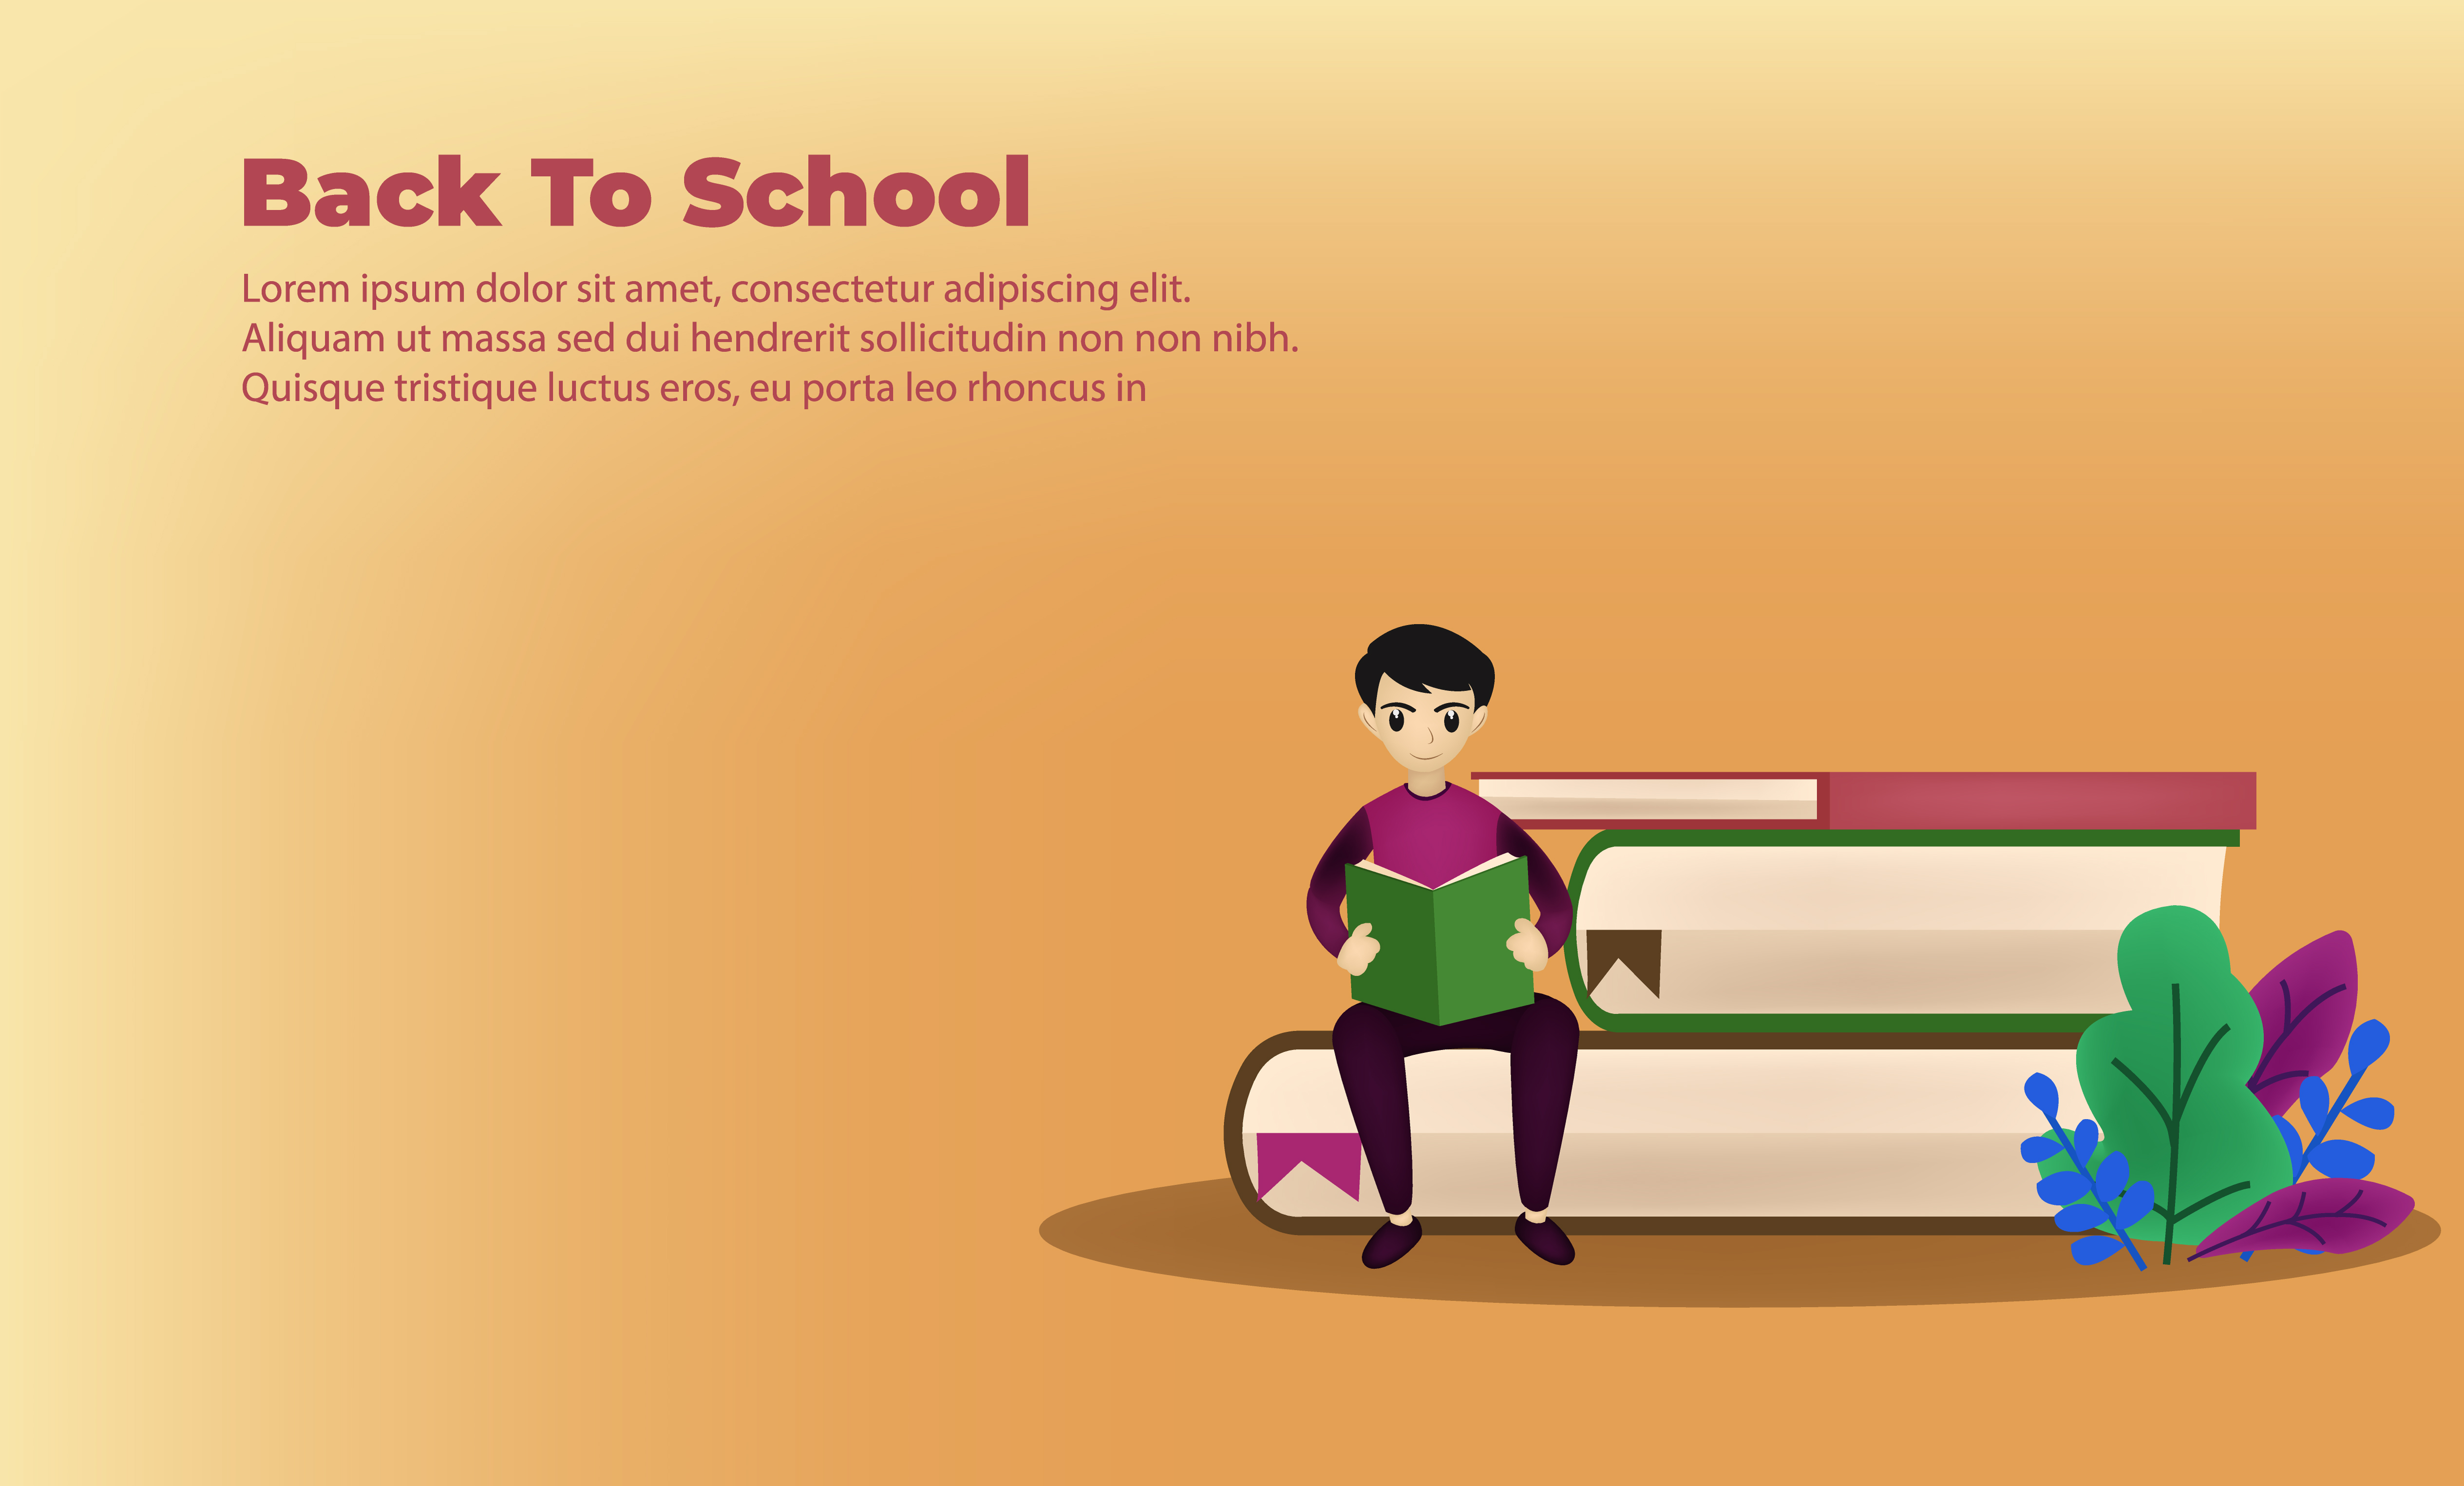 Back To School
Lorem ipsum dolor sit amet, consectetur adipiscing elit.
Aliquam ut massa sed dui hendrerit sollicitudin non non nibh.
Quisque tristique luctus eros, eu porta leo rhoncus in